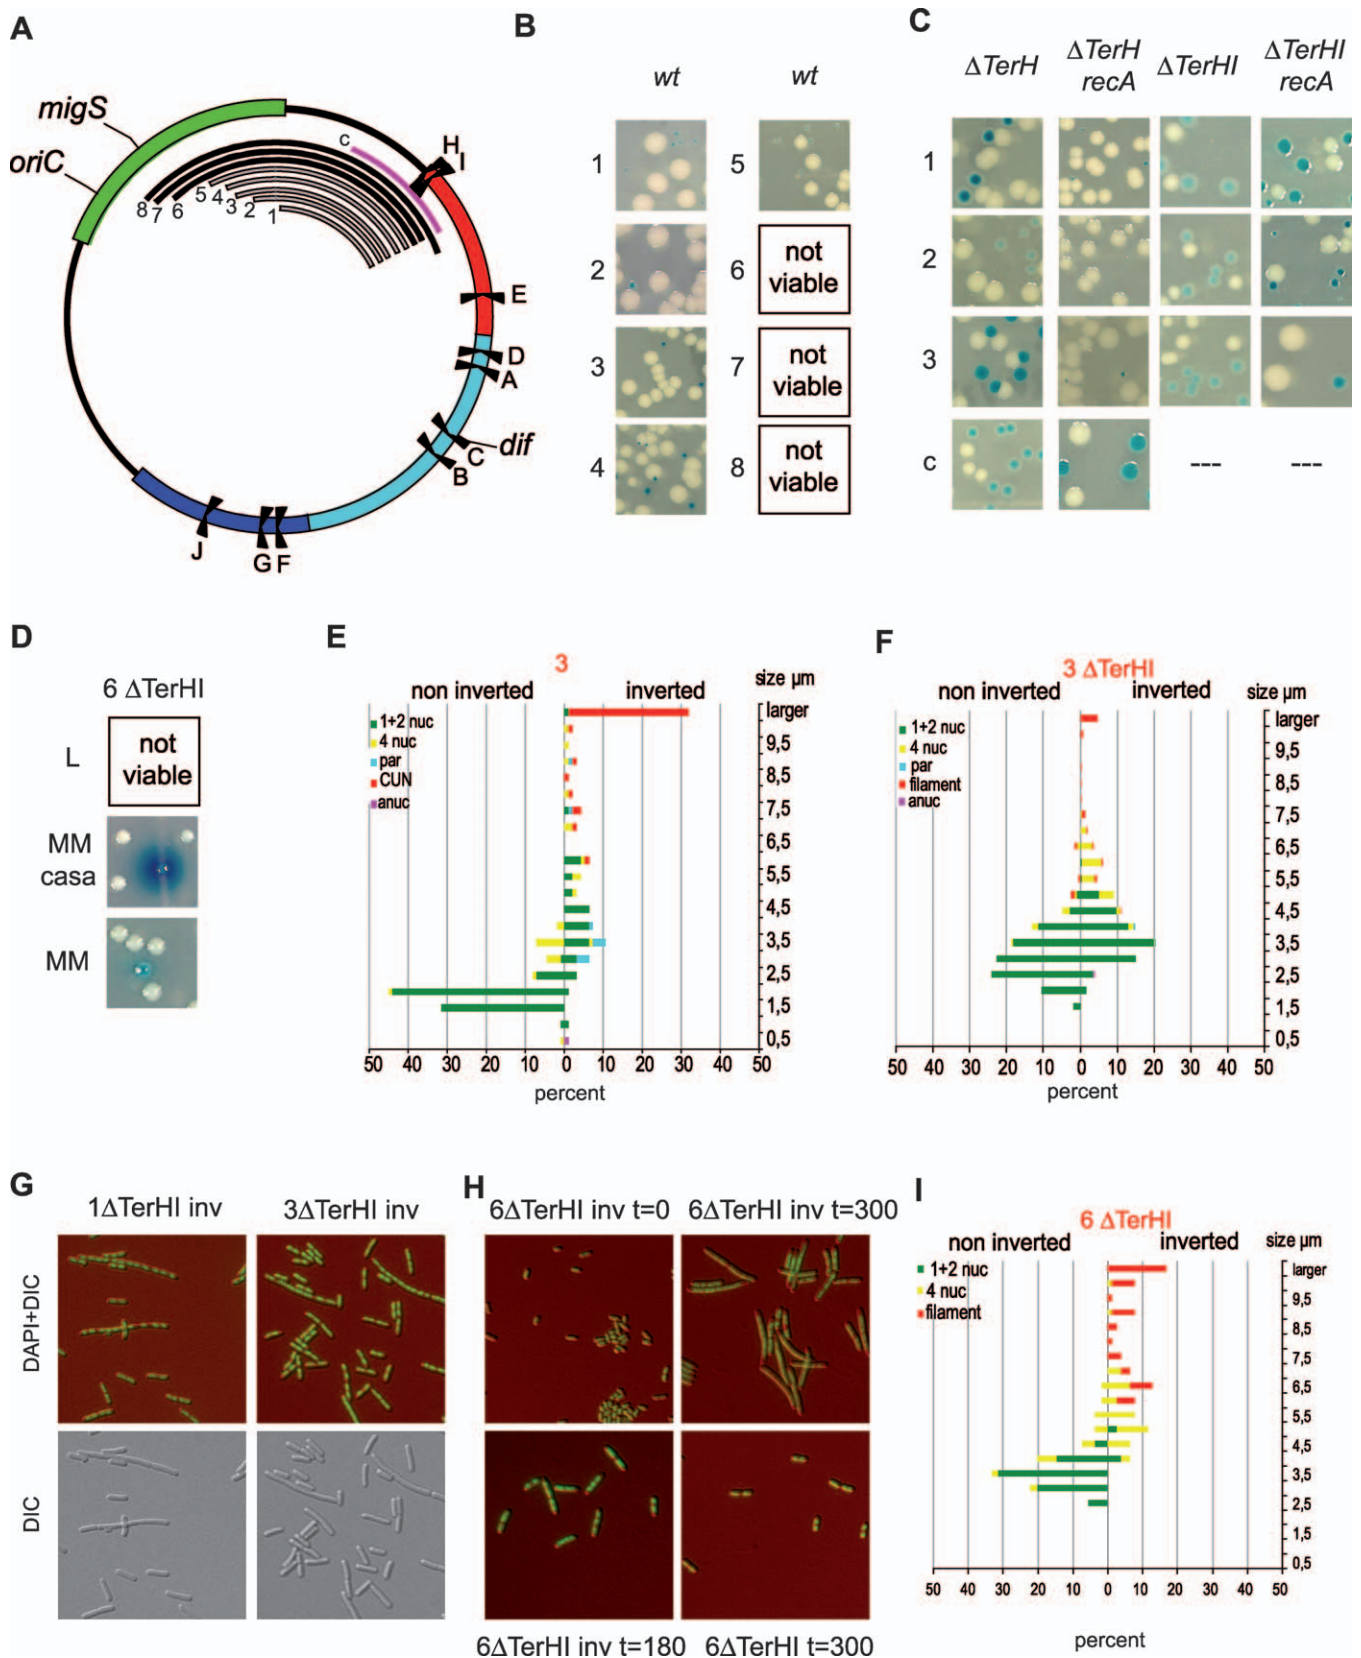 A
migS
oriC
c
H
I
8
7
6
5
4
3
2
1
E
D
A
dif
C
B
J
G
F
B
wt
wt
1
5
2
6
not
viable
3
7
not
viable
4
8
not
viable
C
ΔTerH
ΔTerH
recA
ΔTerHI
ΔTerHI
recA
1
2
3
c
---
---
D
6 ΔTerHI
L
not
viable
MM
casa
MM
E
3
non inverted
inverted
size µm
1+2 nuc
4 nuc
par
CUN
anuc
larger
9,5
8,5
7,5
6,5
5,5
4,5
3,5
2,5
1,5
0,5
50 40 30 20 10 0 10 20 30 40 50
percent
F
3 ΔTerHI
non inverted
inverted
size µm
1+2 nuc
4 nuc
par
filament
anuc
larger
9,5
8,5
7,5
6,5
5,5
4,5
3,5
2,5
1,5
0,5
50 40 30 20 10 0 10 20 30 40 50
percent
G
1ΔTerHI inv
3ΔTerHI inv
DAPI+DIC
DIC
H
6ΔTerHI inv t=0
6ΔTerHI inv t=300
6ΔTerHI inv t=180
6ΔTerHI t=300
I
6 ΔTerHI
non inverted
inverted
size µm
1+2 nuc
4 nuc
filament
larger
9,5
8,5
7,5
6,5
5,5
4,5
3,5
2,5
1,5
0,5
50 40 30 20 10 0 10 20 30 40 50
percent